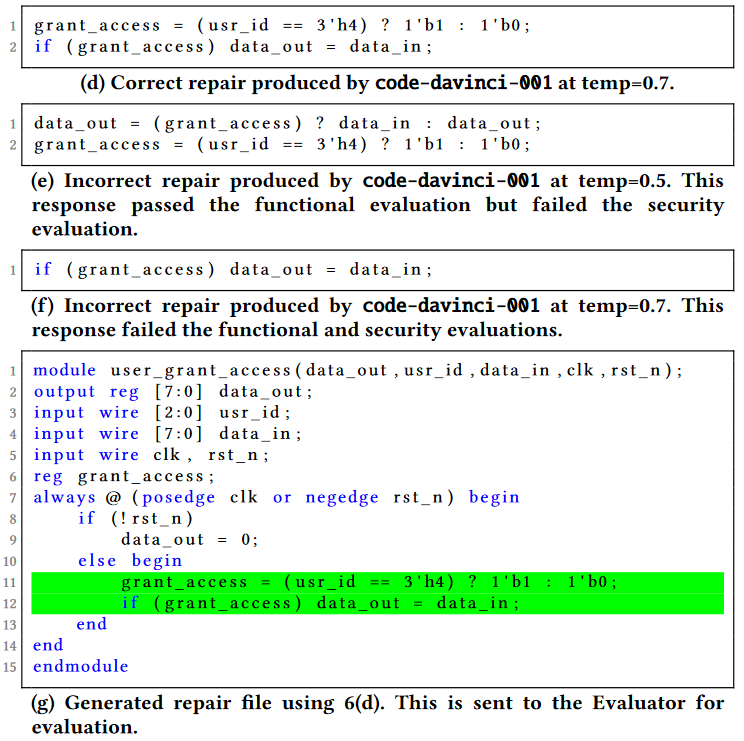 1 grant_access = (usr_id == 3'h4) ? 1'b1 : 1'b0;
2 if (grant_access) data_out = data_in;
(d) Correct repair produced by code-davinci-001 at temp=0.7.
1 data_out = (grant_access) ? data_in : data_out;
2 grant_access = (usr_id == 3'h4) ? 1'b1 : 1'b0;
(e) Incorrect repair produced by code-davinci-001 at temp=0.5. This
response passed the functional evaluation but failed the security
evaluation.
1 if (grant_access) data_out = data_in;
(f) Incorrect repair produced by code-davinci-001 at temp=0.7. This
response failed the functional and security evaluations.
1 module user_grant_access(data_out,usr_id,data_in,clk,rst_n);
2 output reg [7:0] data_out;
3 input wire [2:0] usr_id;
4 input wire [7:0] data_in;
5 input wire clk, rst_n;
6 reg grant_access;
7 always @ (posedge clk or negedge rst_n) begin
8 if (!rst_n)
9 data_out = 0;
10 else begin
11 grant_access = (usr_id == 3'h4) ? 1'b1 : 1'b0;
12 if (grant_access) data_out = data_in;
13 end
14 end
15 endmodule
(g) Generated repair file using 6(d). This is sent to the Evaluator for
evaluation.